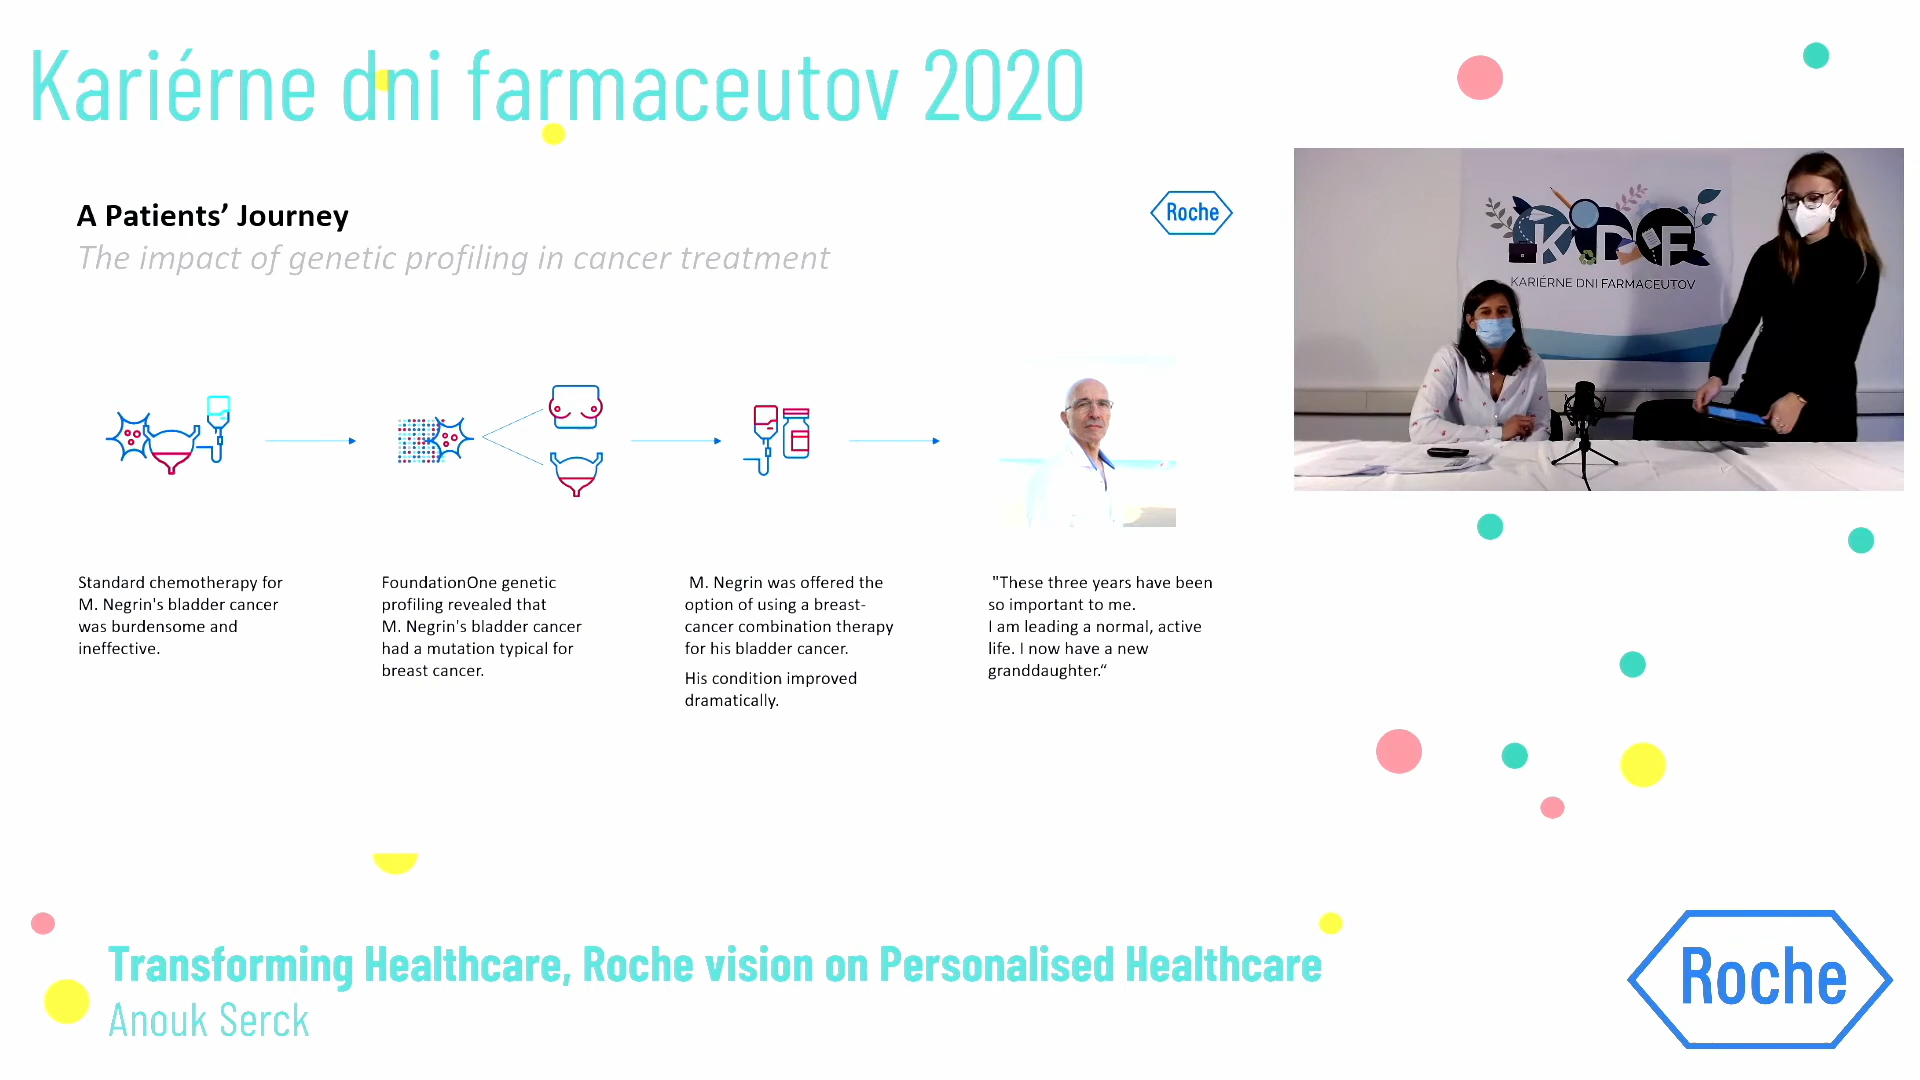 Kariérne dni farmaceutov 2020
A Patients’ Journey
The impact of genetic profiling in cancer treatment
Roche
KDF
KARIÉRNE DNI FARMACEUTOV
Standard chemotherapy for
M. Negrin's bladder cancer
was burdensome and
ineffective.
FoundationOne genetic
profiling revealed that
M. Negrin's bladder cancer
had a mutation typical for
breast cancer.
M. Negrin was offered the
option of using a breast-
cancer combination therapy
for his bladder cancer.
His condition improved
dramatically.
"These three years have been
so important to me.
I am leading a normal, active
life. I now have a new
granddaughter.“
Transforming Healthcare, Roche vision on Personalised Healthcare
Anouk Serck
Roche